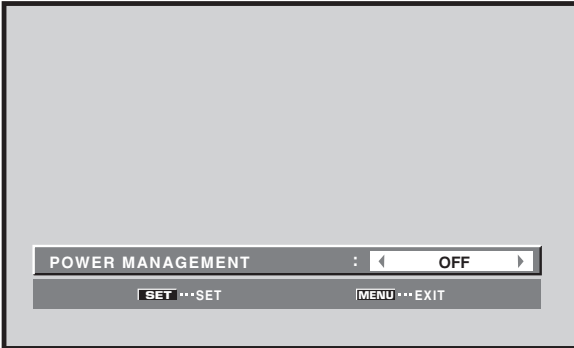 POWER MANAGEMENT : OFF
SET ··· SET MENU ··· EXIT